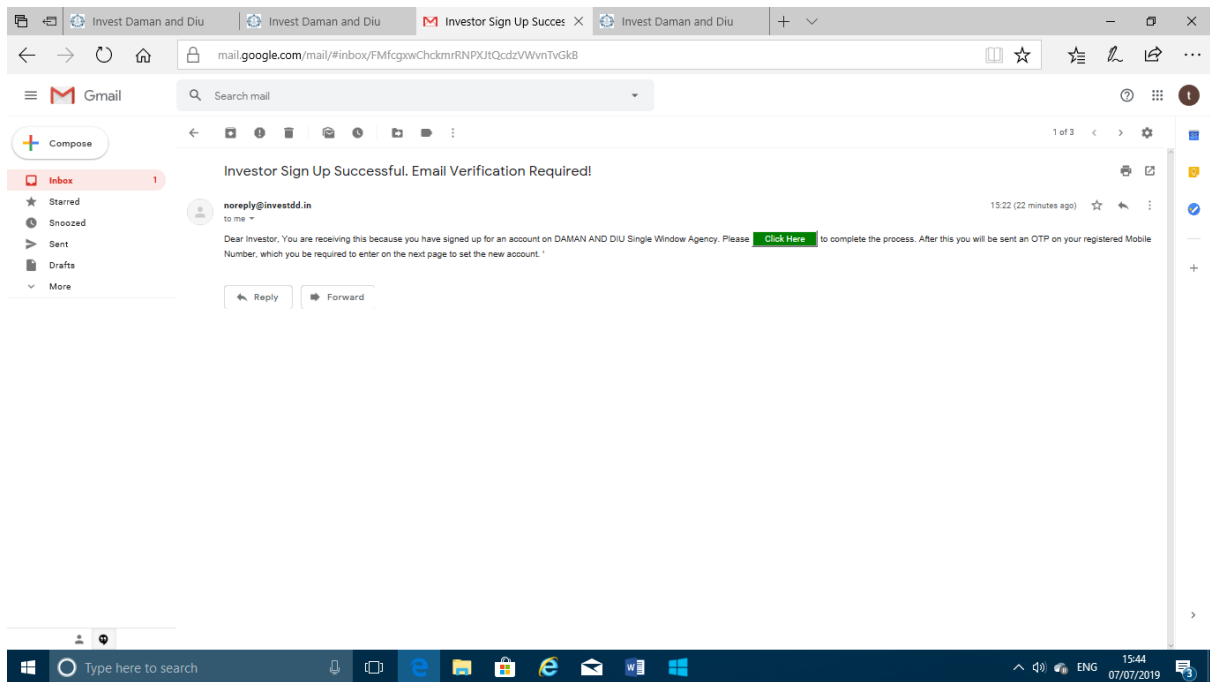 Invest Daman and Diu
Invest Daman and Diu
Investor Sign Up Succes
Invest Daman and Diu
mail.google.com/mail/#inbox/FMfcgxwChckmrRNPXJtQcdzVWvnTvGkB
Gmail
Search mail
t
Compose
1 of 3
Inbox 1
Starred
Snoozed
Sent
Drafts
More
Investor Sign Up Successful. Email Verification Required!
noreply@investdd.in
15:22 (22 minutes ago)
to me
Dear Investor, You are receiving this because you have signed up for an account on DAMAN AND DIU Single Window Agency. Please Click Here to complete the process. After this you will be sent an OTP on your registered Mobile
Number, which you be required to enter on the next page to set the new account. '
Reply
Forward
Type here to search
ENG
15:44
07/07/2019
3